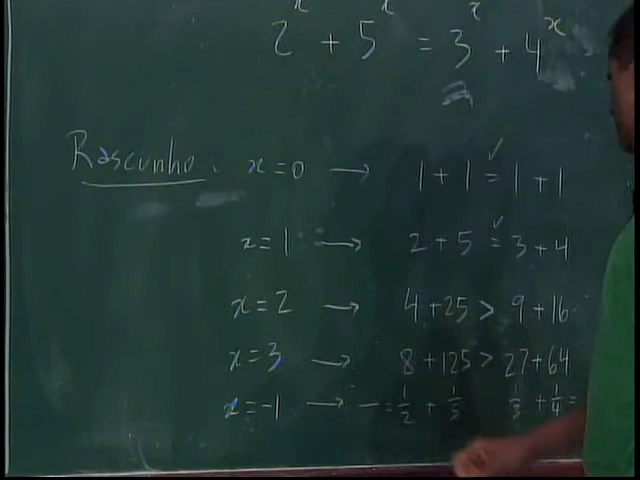 2^x + 5^x = 3^x + 4^x
Rascunho: x=0 → 1+1 = 1+1
x=1 → 2+5 = 3+4
x=2 → 4+25 > 9+16
x=3 → 8+125 > 27+64
x=-1 → 1/2 + 1/5 1/3 + 1/4 =